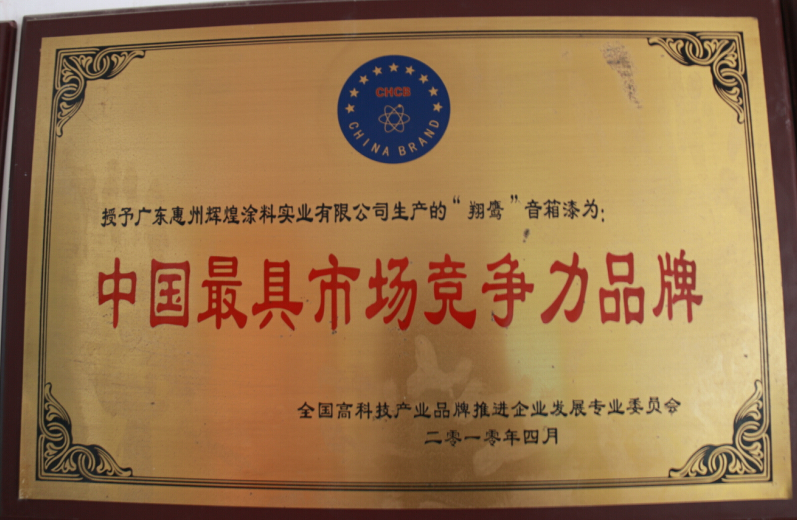 CHCB
CHINA BRAND
授予广东惠州辉煌涂料实业有限公司生产的“翔鹰”音箱漆为:
中国最具市场竞争力品牌
全国高科技产业品牌推进企业发展专业委员会
二零一零年四月